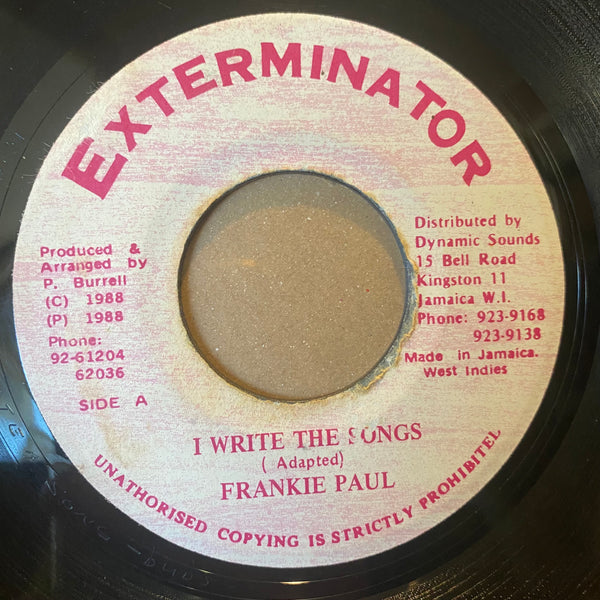 EXTERMINATOR
Produced &
Arranged by
P. Burrell
(C) 1988
(P) 1988
Phone:
92-61204
62036
SIDE A
Distributed by
Dynamic Sounds
15 Bell Road
Kingston 11
Jamaica W.I.
Phone: 923-9168
923-9138
Made in Jamaica.
West Indies
I WRITE THE SONGS
( Adapted)
FRANKIE PAUL
UNATHORISED COPYING IS STRICTLY PROHIBITEL